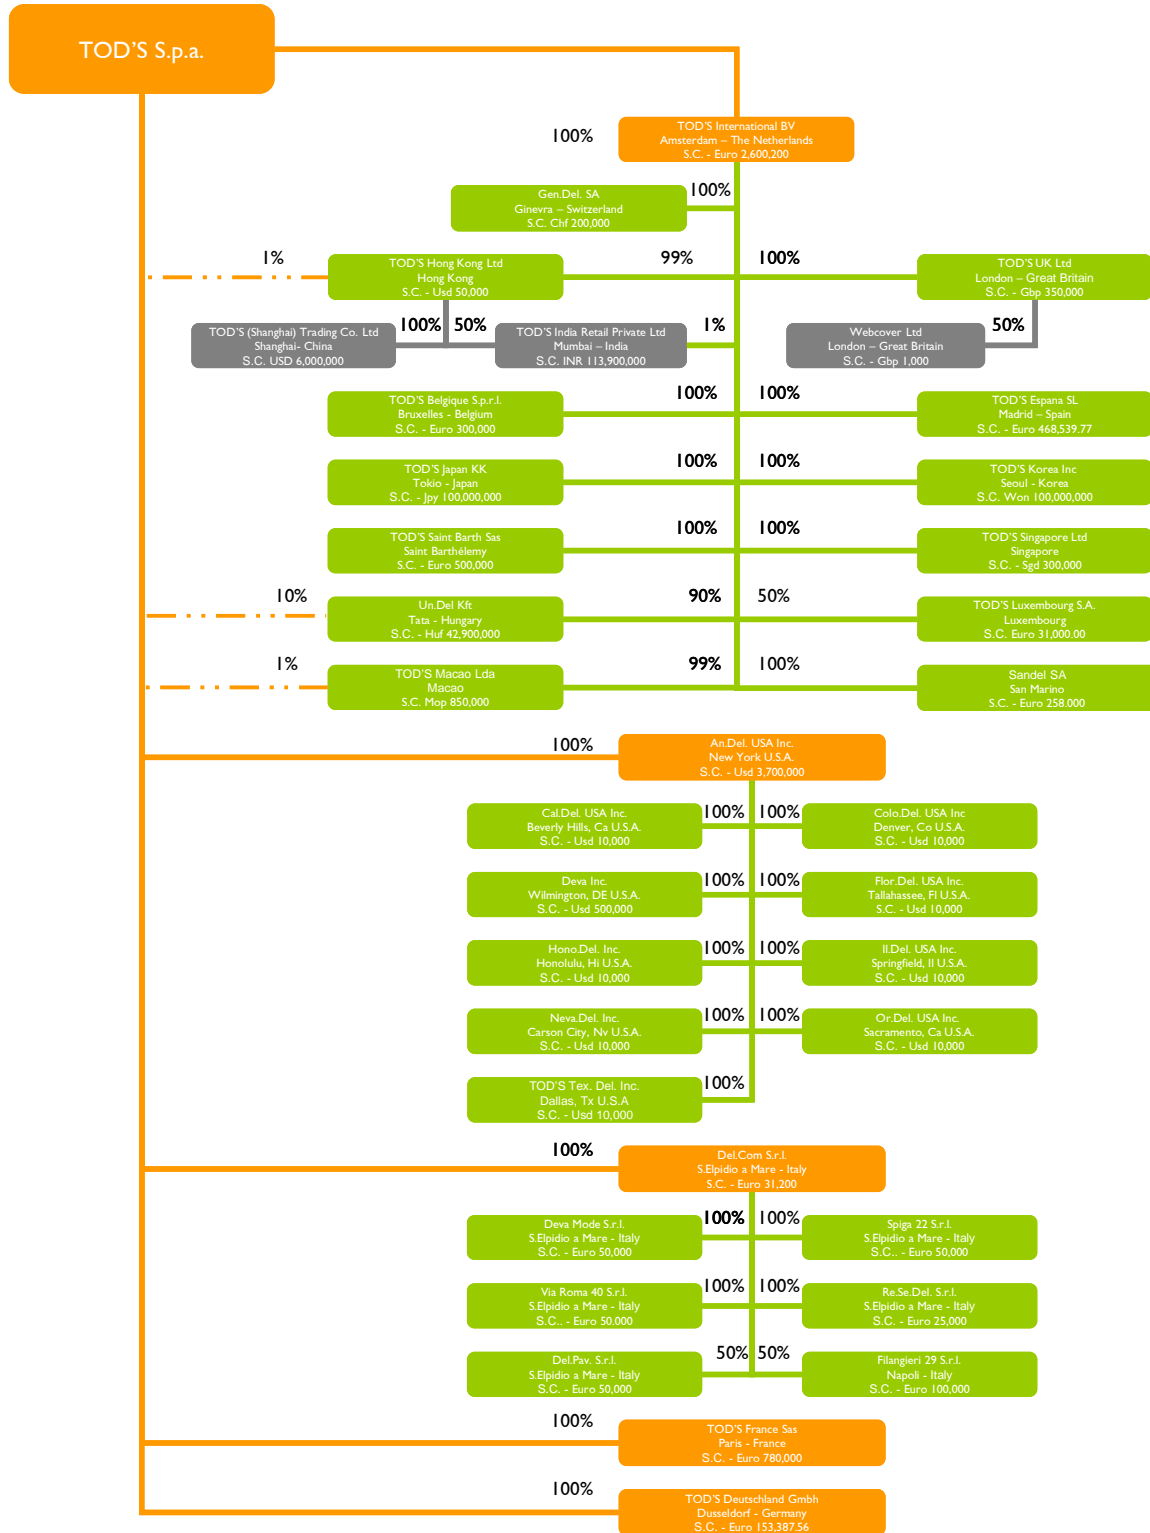 TOD'S S.p.a.
100%
TOD'S International BV
Amsterdam – The Netherlands
S.C. - Euro 2,600,200
100%
Gen.Del. SA
Ginevra – Switzerland
S.C. Chf 200,000
1%
TOD'S Hong Kong Ltd
Hong Kong
S.C. - Usd 50,000
99%
100%
TOD'S UK Ltd
London – Great Britain
S.C. - Gbp 350,000
TOD'S (Shanghai) Trading Co. Ltd
Shanghai- China
S.C. USD 6,000,000
100%
50%
TOD'S India Retail Private Ltd
Mumbai – India
S.C. INR 113,900,000
1%
Webcover Ltd
London – Great Britain
S.C. - Gbp 1,000
50%
TOD'S Belgique S.p.r.l.
Bruxelles - Belgium
S.C. - Euro 300,000
100%
100%
TOD'S Espana SL
Madrid – Spain
S.C. - Euro 468,539.77
TOD'S Japan KK
Tokio - Japan
S.C. - Jpy 100,000,000
100%
100%
TOD'S Korea Inc
Seoul - Korea
S.C. Won 100,000,000
TOD'S Saint Barth Sas
Saint Barthélemy
S.C. - Euro 500,000
100%
100%
TOD'S Singapore Ltd
Singapore
S.C. - Sgd 300,000
10%
Un.Del Kft
Tata - Hungary
S.C. - Huf 42,900,000
90%
50%
TOD'S Luxembourg S.A.
Luxembourg
S.C. Euro 31,000.00
1%
TOD'S Macao Lda
Macao
S.C. Mop 850,000
99%
100%
Sandel SA
San Marino
S.C. - Euro 258.000
100%
An.Del. USA Inc.
New York U.S.A.
S.C. - Usd 3,700,000
Cal.Del. USA Inc.
Beverly Hills, Ca U.S.A.
S.C. - Usd 10,000
100%
100%
Colo.Del. USA Inc
Denver, Co U.S.A.
S.C. - Usd 10,000
Deva Inc.
Wilmington, DE U.S.A.
S.C. - Usd 500,000
100%
100%
Flor.Del. USA Inc.
Tallahassee, Fl U.S.A.
S.C. - Usd 10,000
Hono.Del. Inc.
Honolulu, Hi U.S.A.
S.C. - Usd 10,000
100%
100%
Il.Del. USA Inc.
Springfield, Il U.S.A.
S.C. - Usd 10,000
Neva.Del. Inc.
Carson City, Nv U.S.A.
S.C. - Usd 10,000
100%
100%
Or.Del. USA Inc.
Sacramento, Ca U.S.A.
S.C. - Usd 10,000
TOD'S Tex. Del. Inc.
Dallas, Tx U.S.A
S.C. - Usd 10,000
100%
100%
Del.Com S.r.l.
S.Elpidio a Mare - Italy
S.C. - Euro 31,200
Deva Mode S.r.l.
S.Elpidio a Mare - Italy
S.C. - Euro 50,000
100%
100%
Spiga 22 S.r.l.
S.Elpidio a Mare - Italy
S.C.. - Euro 50,000
Via Roma 40 S.r.l.
S.Elpidio a Mare - Italy
S.C.. - Euro 50.000
100%
100%
Re.Se.Del. S.r.l.
S.Elpidio a Mare - Italy
S.C. - Euro 25,000
Del.Pav. S.r.l.
S.Elpidio a Mare - Italy
S.C. - Euro 50,000
50%
50%
Filangieri 29 S.r.l.
Napoli - Italy
S.C. - Euro 100,000
100%
TOD'S France Sas
Paris - France
S.C. - Euro 780,000
100%
TOD'S Deutschland Gmbh
Dusseldorf - Germany
S.C. - Euro 153,387.56